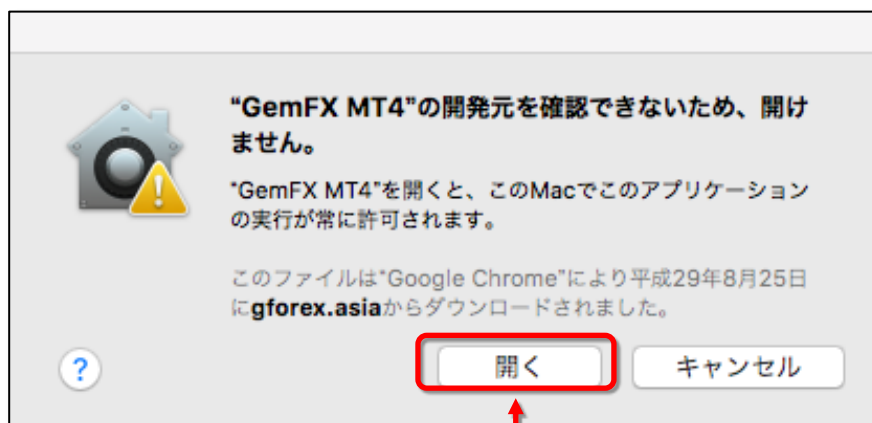 “GemFX MT4”の開発元を確認できないため、開け
ません。
“GemFX MT4”を開くと、このMacでこのアプリケーション
の実行が常に許可されます。
このファイルは“Google Chrome”により平成29年8月25日
にgforex.asiaからダウンロードされました。
?
開く
キャンセル